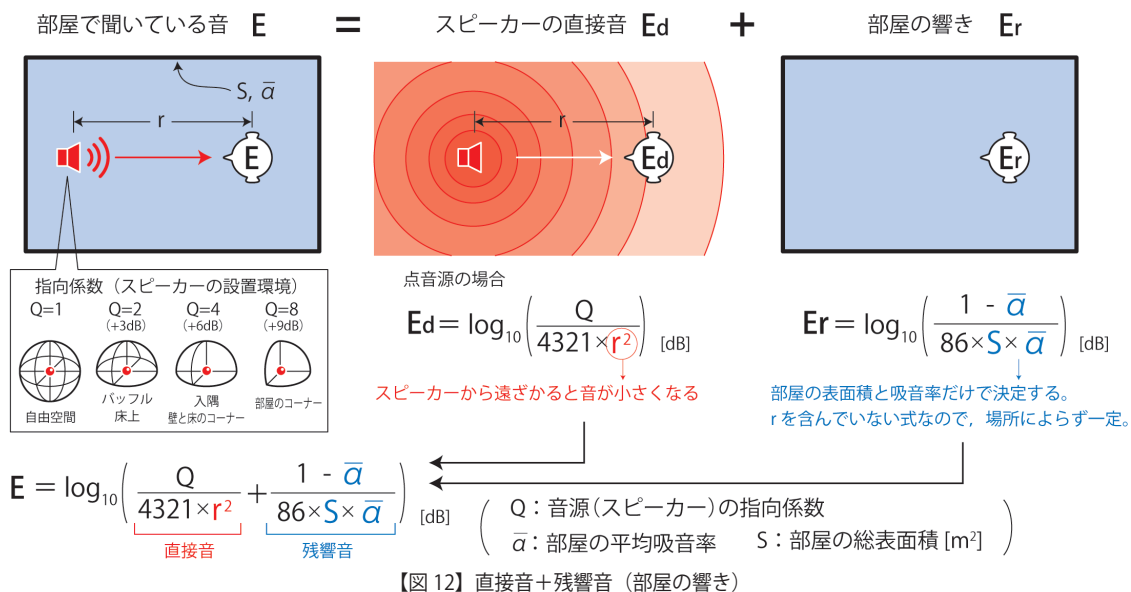 部屋で聞いている音 E = スピーカーの直接音 Ed + 部屋の響き Er
S, α̅
r
E
r
Ed
Er
指向係数（スピーカーの設置環境）
Q=1 Q=2 Q=4 Q=8
(+3dB) (+6dB) (+9dB)
自由空間
バッフル
床上
入隅
壁と床のコーナー
部屋のコーナー
点音源の場合
Ed = log₁₀(Q / 4321×r²) [dB]
スピーカーから遠ざかると音が小さくなる
Er = log₁₀(1 - α̅ / 86×S×α̅) [dB]
部屋の表面積と吸音率だけで決定する。
rを含んでいない式なので，場所によらず一定。
E = log₁₀(Q / 4321×r² + 1 - α̅ / 86×S×α̅) [dB]
直接音 残響音
Q：音源(スピーカー)の指向係数
α̅：部屋の平均吸音率 S：部屋の総表面積 [m²]
【図12】直接音＋残響音（部屋の響き）